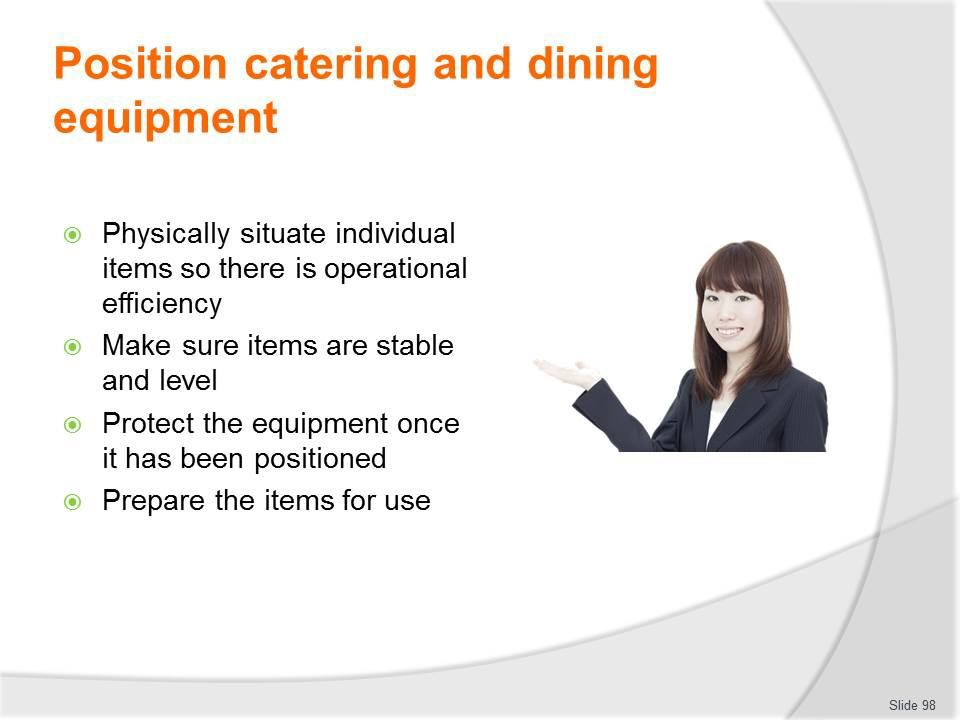 Position catering and dining
equipment
Physically situate individual
items so there is operational
efficiency
Make sure items are stable
and level
Protect the equipment once
it has been positioned
Prepare the items for use
Slide 98